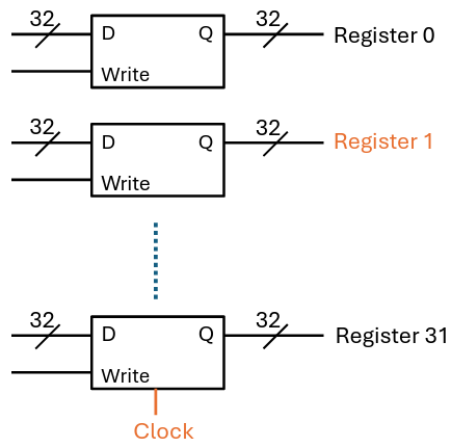 32 32
D Q Register 0
Write
32 32
D Q Register 1
Write
32 32
D Q Register 31
Write
Clock